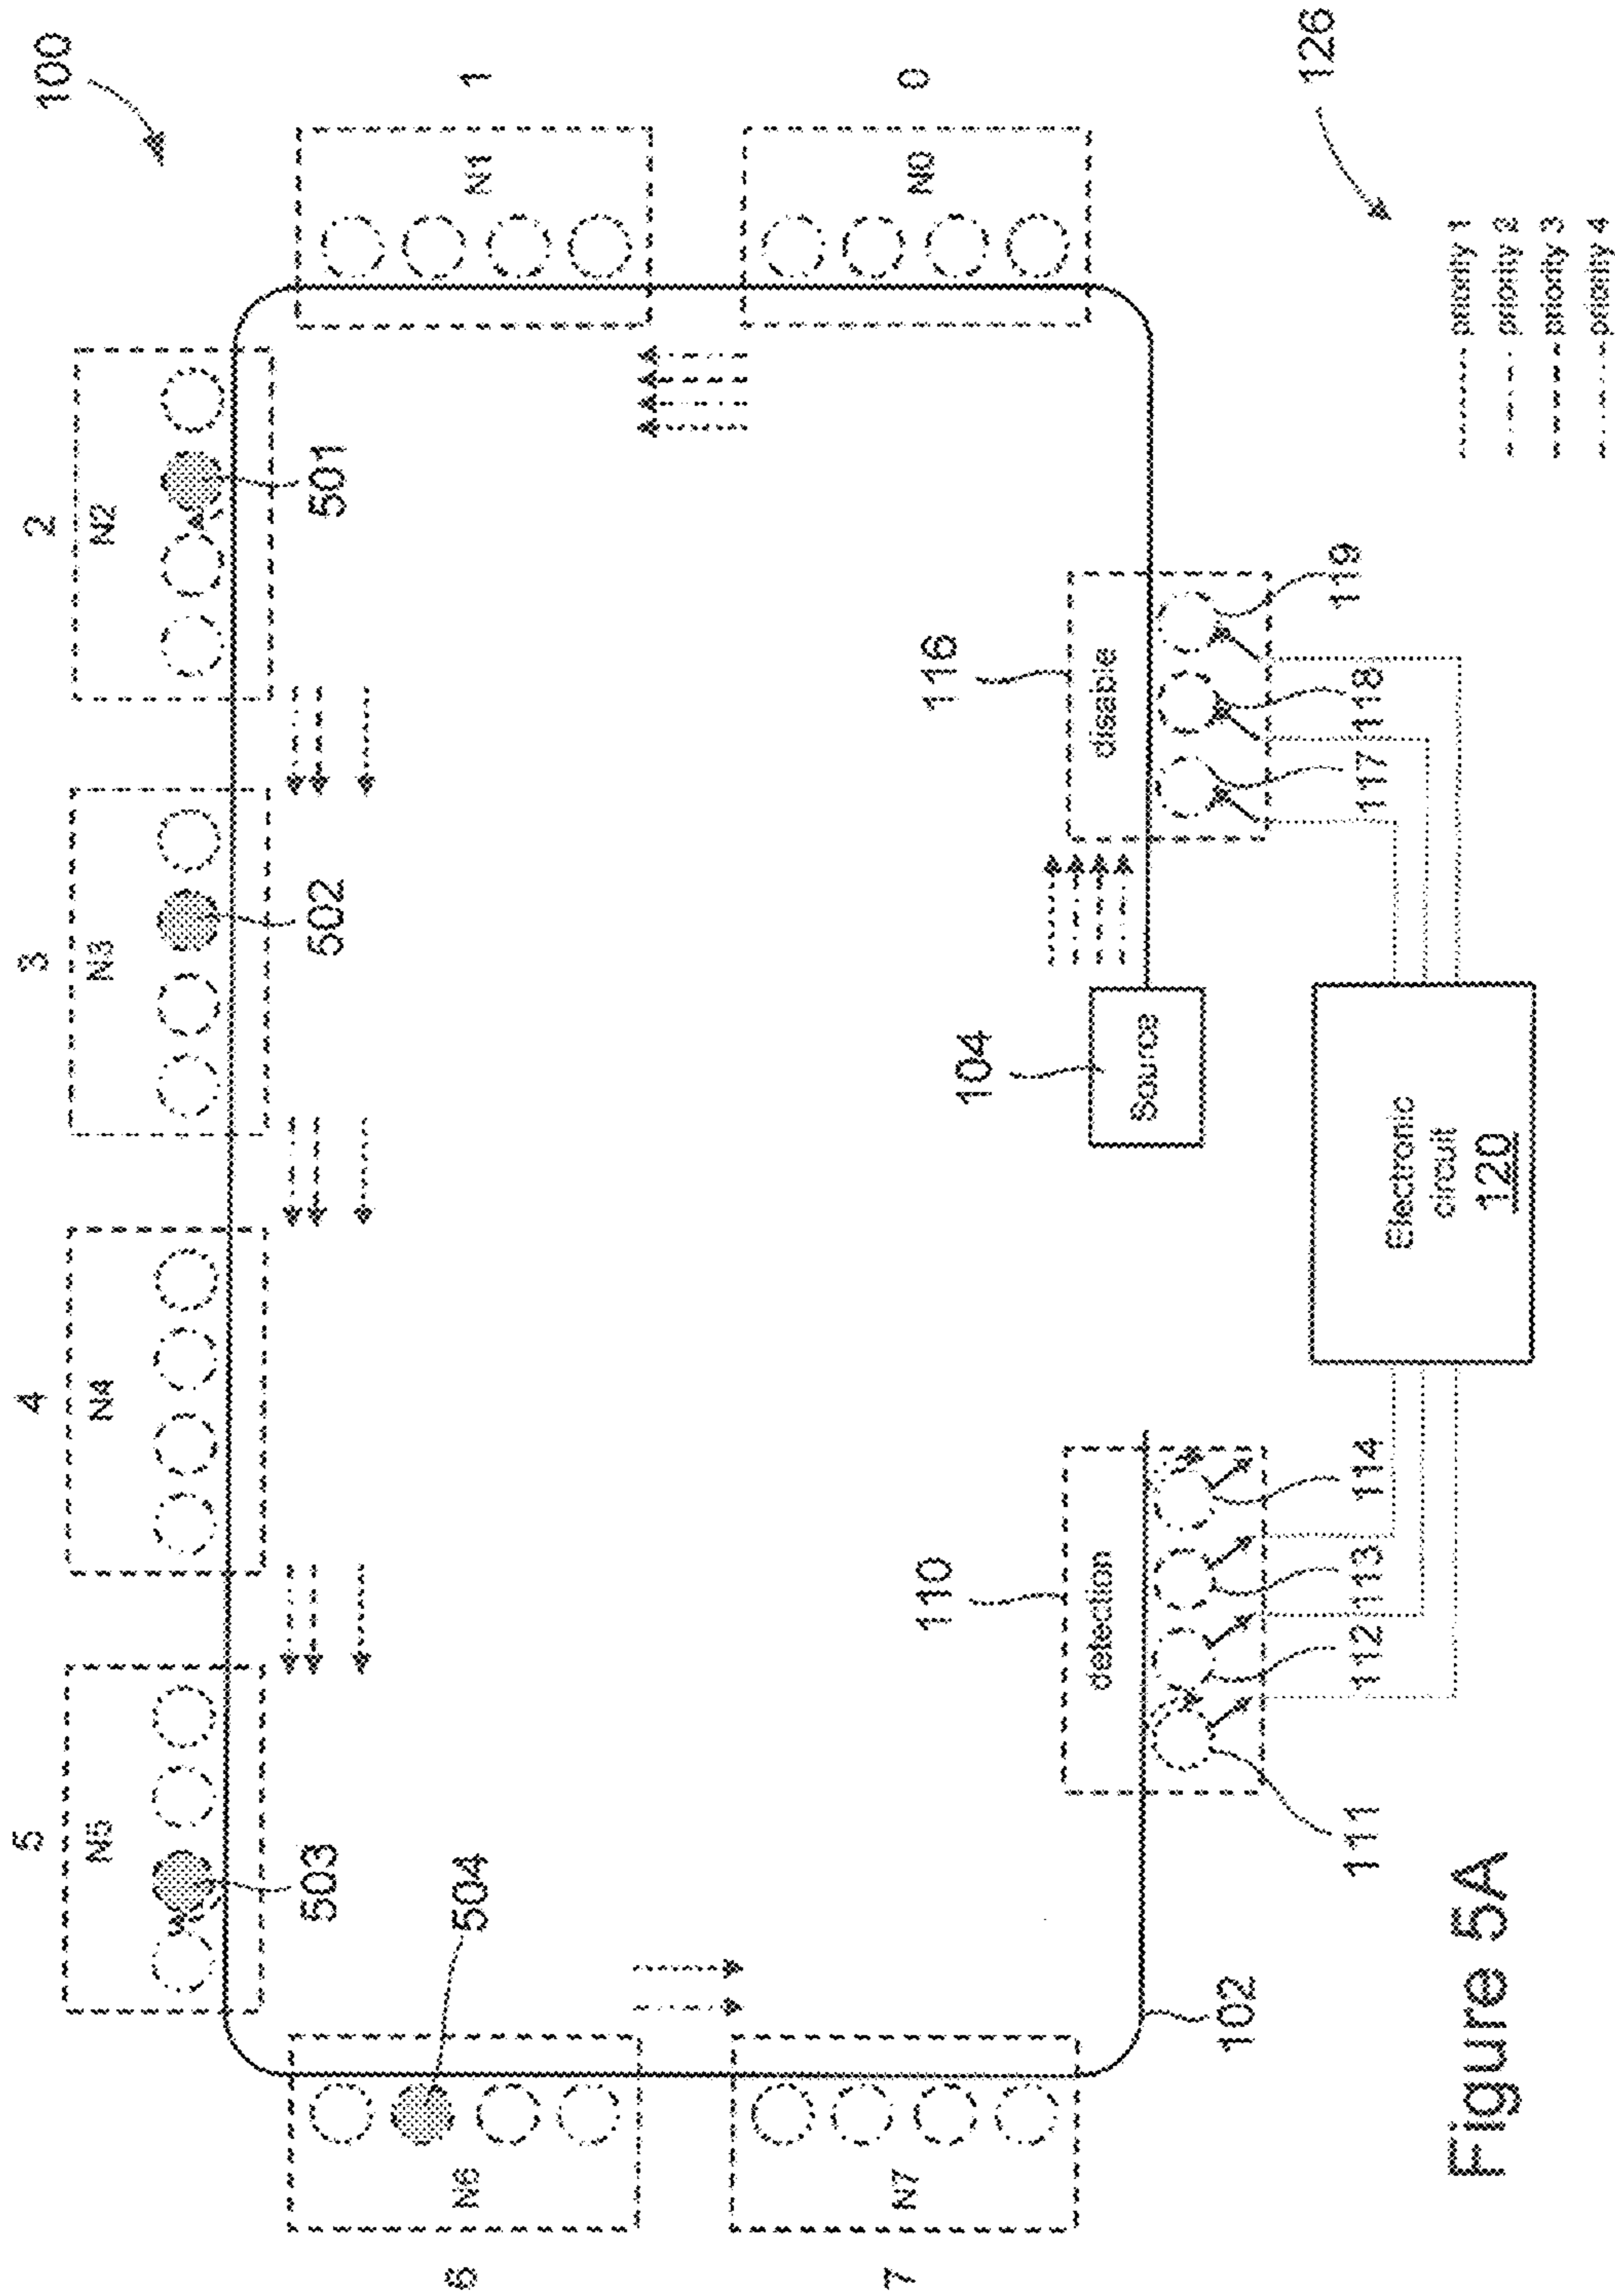 100
2
3
4
5
N2
N3
N4
N5
501
502
503
504
6
N6
N1
1
7
N7
N0
0
102
110
detection
111
112
113
114
104
Source
116
disable
117
118
119
Electronic
circuit
120
126
priority 1
priority 2
priority 3
priority 4
Figure 5A